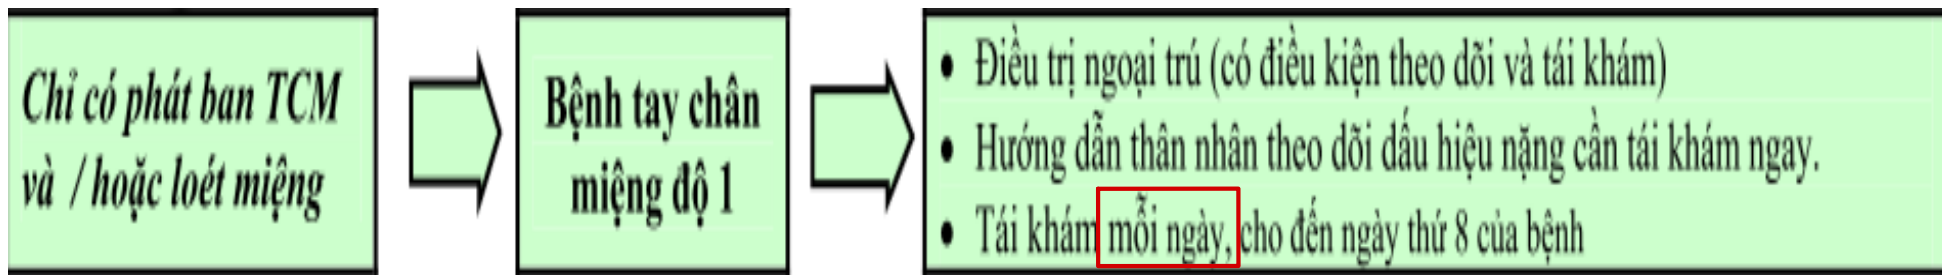 Chỉ có phát ban TCM
và / hoặc loét miệng
Bệnh tay chân
miệng độ 1
• Điều trị ngoại trú (có điều kiện theo dõi và tái khám)
• Hướng dẫn thân nhân theo dõi dấu hiệu nặng cần tái khám ngay.
• Tái khám mỗi ngày, cho đến ngày thứ 8 của bệnh